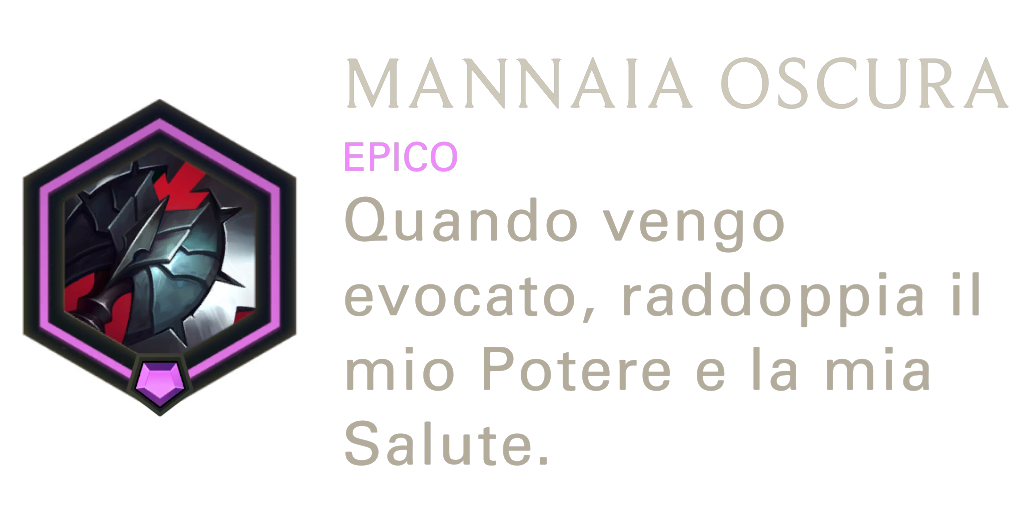 MANNAIA OSCURA
EPICO
Quando vengo
evocato, raddoppia il
mio Potere e la mia
Salute.